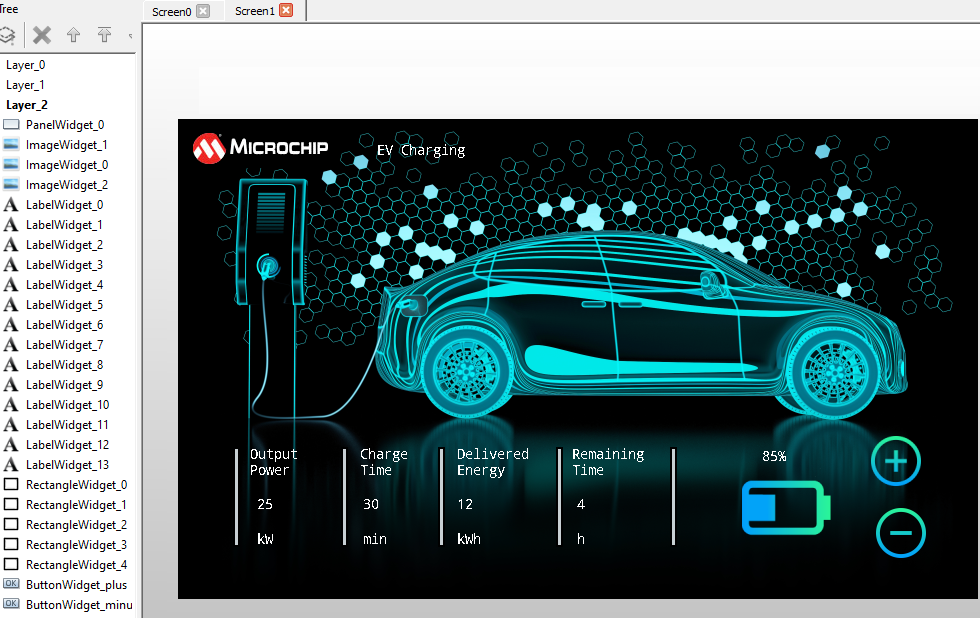 Tree
Screen0
Screen1
Layer_0
Layer_1
Layer_2
PanelWidget_0
ImageWidget_1
ImageWidget_0
ImageWidget_2
LabelWidget_0
LabelWidget_1
LabelWidget_2
LabelWidget_3
LabelWidget_4
LabelWidget_5
LabelWidget_6
LabelWidget_7
LabelWidget_8
LabelWidget_9
LabelWidget_10
LabelWidget_11
LabelWidget_12
LabelWidget_13
RectangleWidget_0
RectangleWidget_1
RectangleWidget_2
RectangleWidget_3
RectangleWidget_4
OK ButtonWidget_plus
OK ButtonWidget_minu
MICROCHIP
EV Charging
Output
Power
25
kW
Charge
Time
30
min
Delivered
Energy
12
kWh
Remaining
Time
4
h
85%